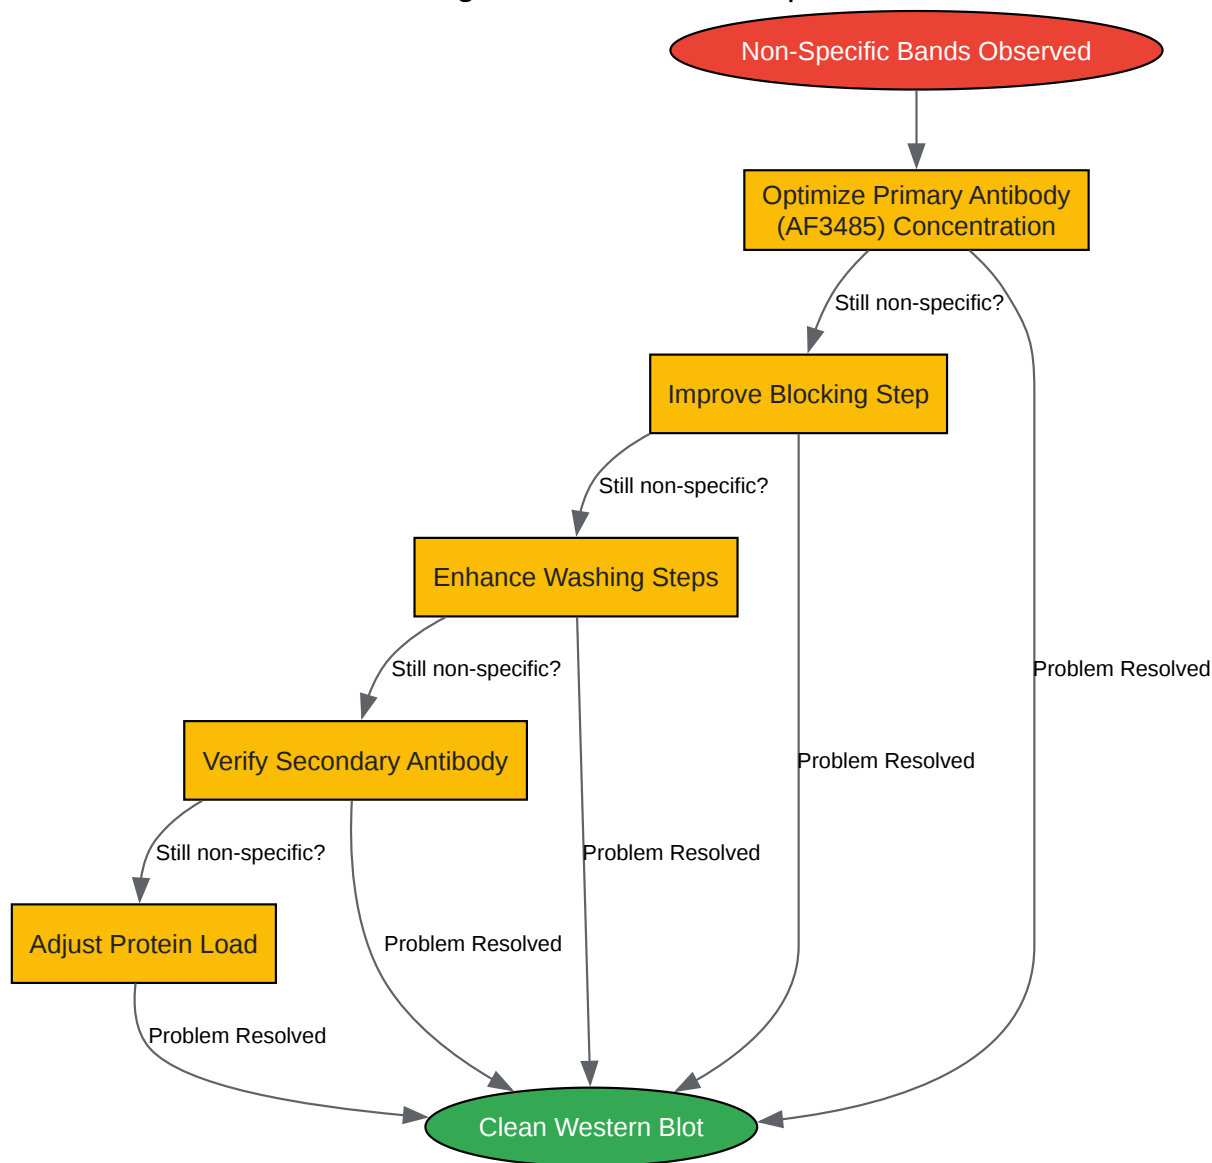 Non-Specific Bands Observed
Optimize Primary Antibody
(AF3485) Concentration
Still non-specific?
Improve Blocking Step
Still non-specific?
Enhance Washing Steps
Still non-specific?
Problem Resolved
Verify Secondary Antibody
Problem Resolved
Still non-specific?
Problem Resolved
Adjust Protein Load
Problem Resolved
Problem Resolved
Clean Western Blot